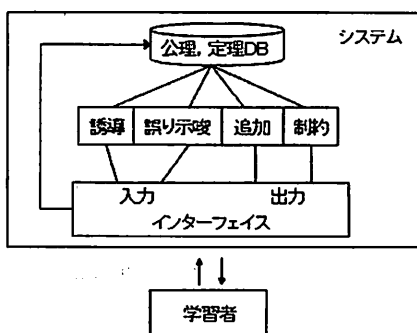 システム
公理，定理DB
誘導 誤り示唆 追加 制約
入力 出力
インターフェイス
学習者